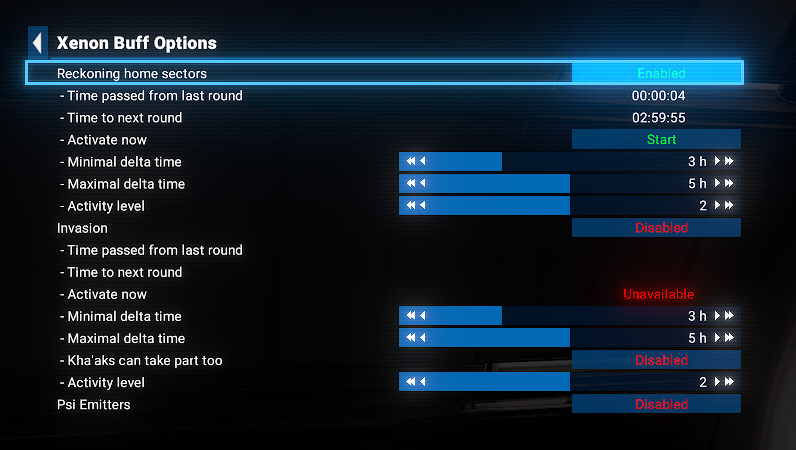 Xenon Buff Options
Reckoning home sectors Enabled
- Time passed from last round 00:00:04
- Time to next round 02:59:55
- Activate now Start
- Minimal delta time 3 h
- Maximal delta time 5 h
- Activity level 2
Invasion Disabled
- Time passed from last round
- Time to next round
- Activate now Unavailable
- Minimal delta time 3 h
- Maximal delta time 5 h
- Kha'aks can take part too Disabled
- Activity level 2
Psi Emitters Disabled